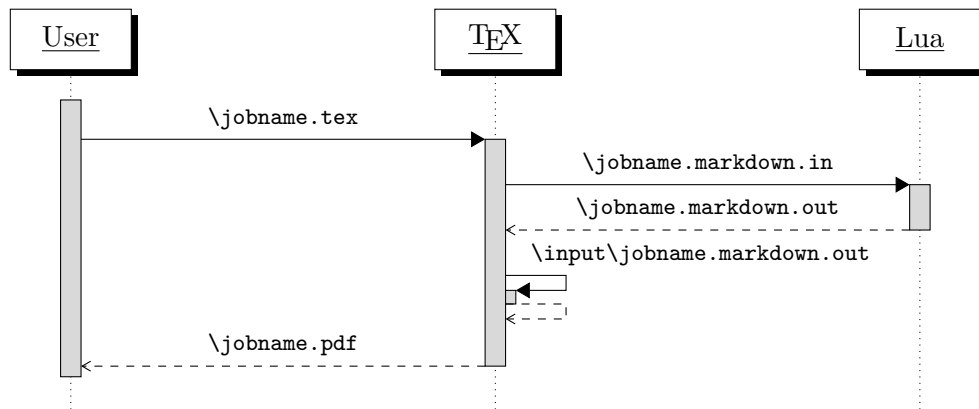 User
TEX
Lua
\jobname.tex
\jobname.markdown.in
\jobname.markdown.out
\input\jobname.markdown.out
\jobname.pdf